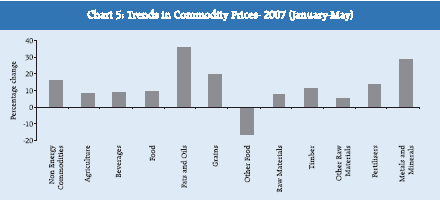 Chart 5: Trends in Commodity Prices- 2007 (January-May)
Percentage change
40
30
20
10
0
-10
-20
Non Energy
Commodities
Agriculture
Beverages
Food
Fats and Oils
Grains
Other Food
Raw Materials
Timber
Other Raw
Materials
Fertilizers
Metals and
Minerals